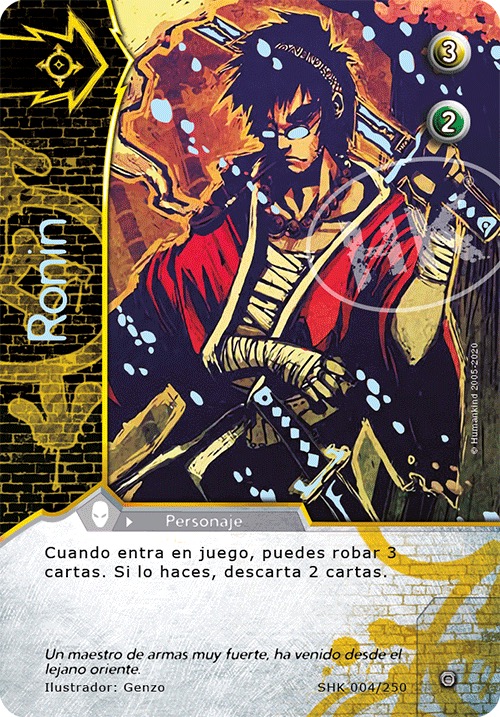 3
2
Ronin
HK
© Humankind 2005-2020
Personaje
Cuando entra en juego, puedes robar 3
cartas. Si lo haces, descarta 2 cartas.
Un maestro de armas muy fuerte, ha venido desde el
lejano oriente.
Ilustrador: Genzo
SHK 004/250